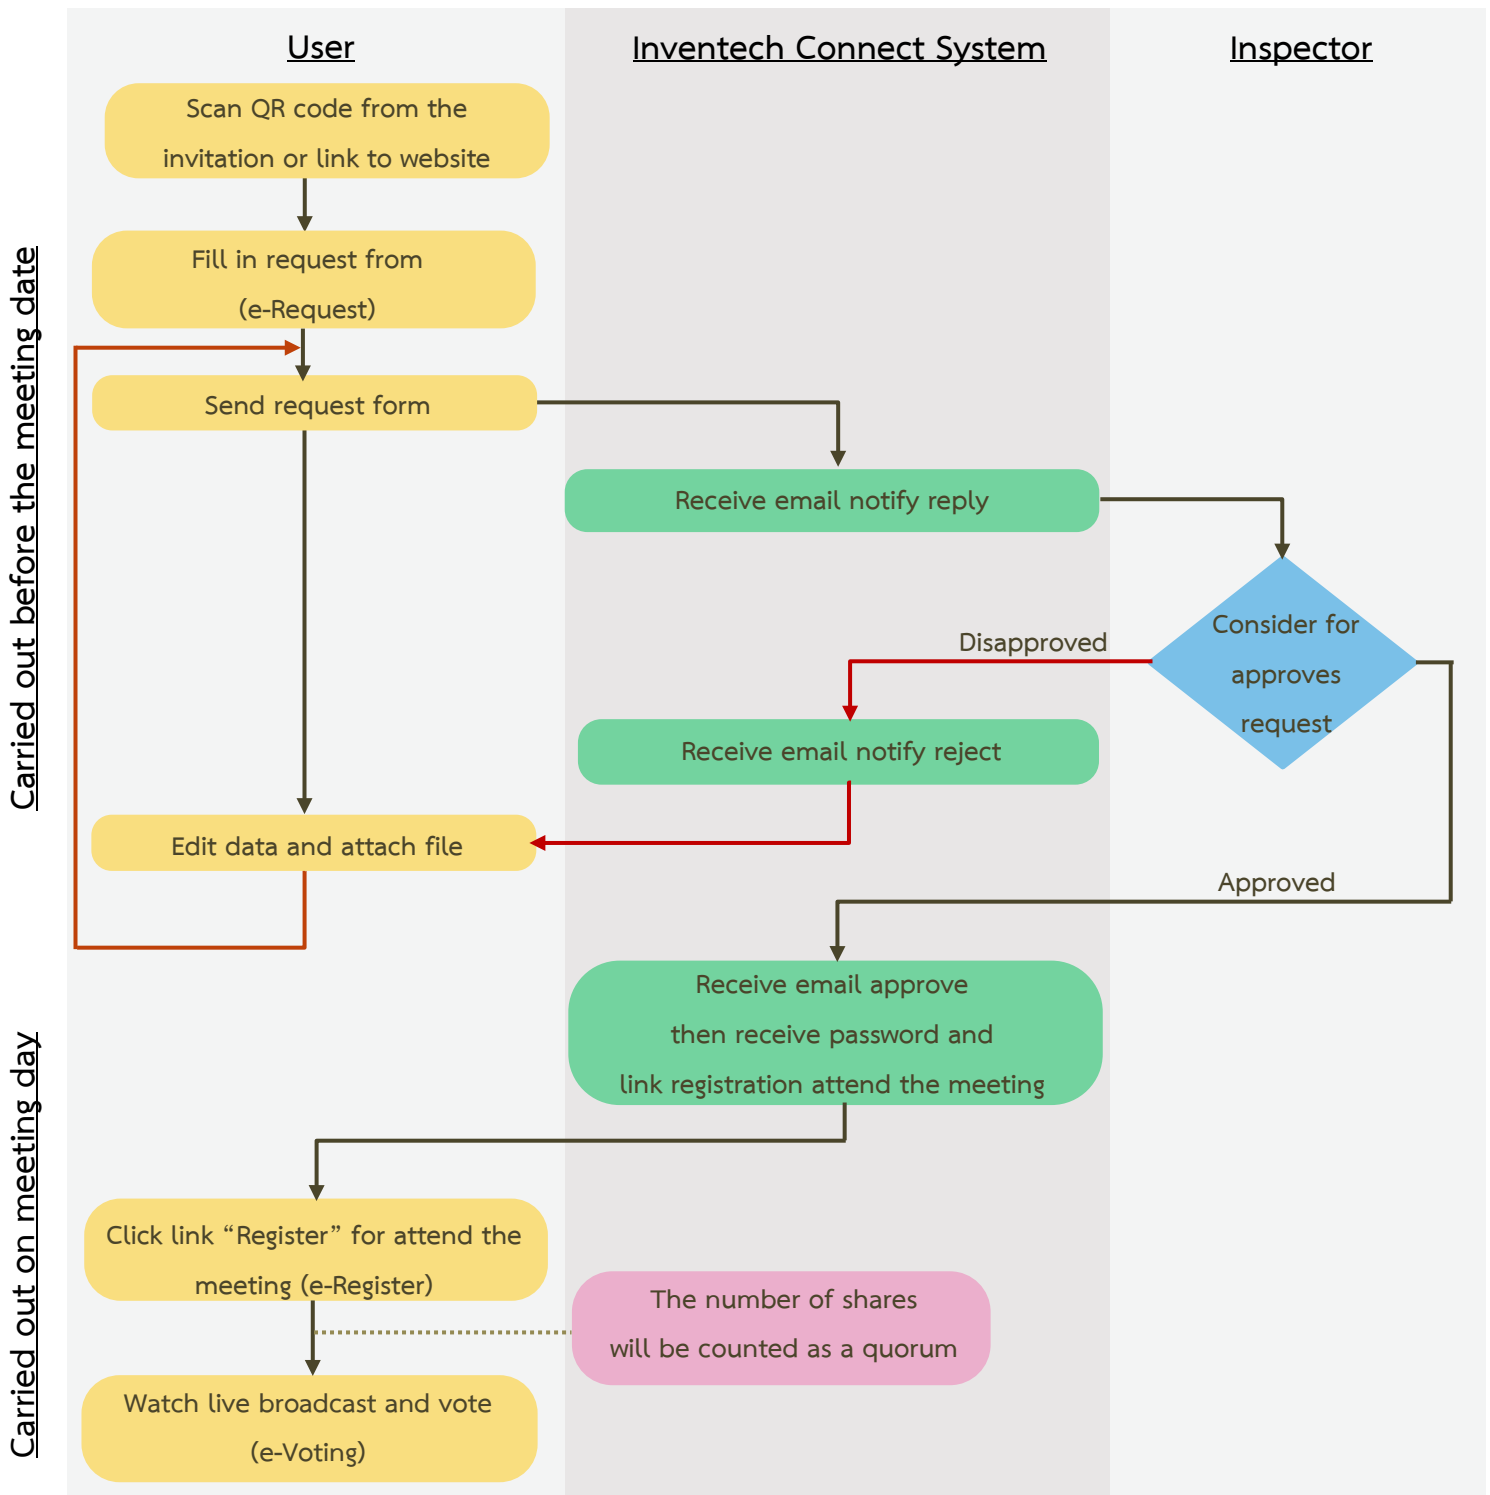 User
Inventech Connect System
Inspector
Scan QR code from the
invitation or link to website
Carried out before the meeting date
Fill in request from
(e-Request)
Send request form
Receive email notify reply
Consider for
approves
request
Disapproved
Receive email notify reject
Edit data and attach file
Approved
Receive email approve
then receive password and
link registration attend the meeting
Carried out on meeting day
Click link “Register” for attend the
meeting (e-Register)
The number of shares
will be counted as a quorum
Watch live broadcast and vote
(e-Voting)